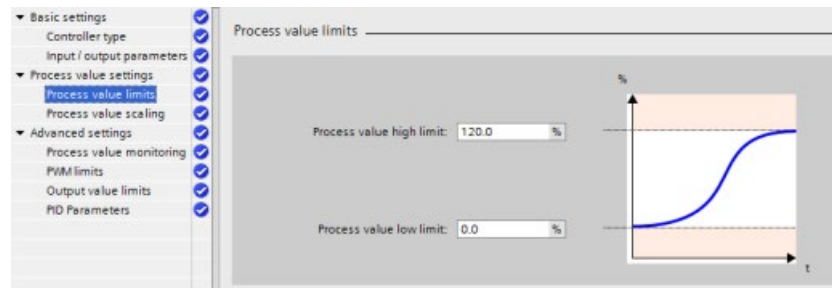 Basic settings
Controller type
Input / output parameters
Process value settings
Process value limits
Process value scaling
Advanced settings
Process value monitoring
PWM limits
Output value limits
PID Parameters
Process value limits
%
Process value high limit: 120.0 %
Process value low limit: 0.0 %
t